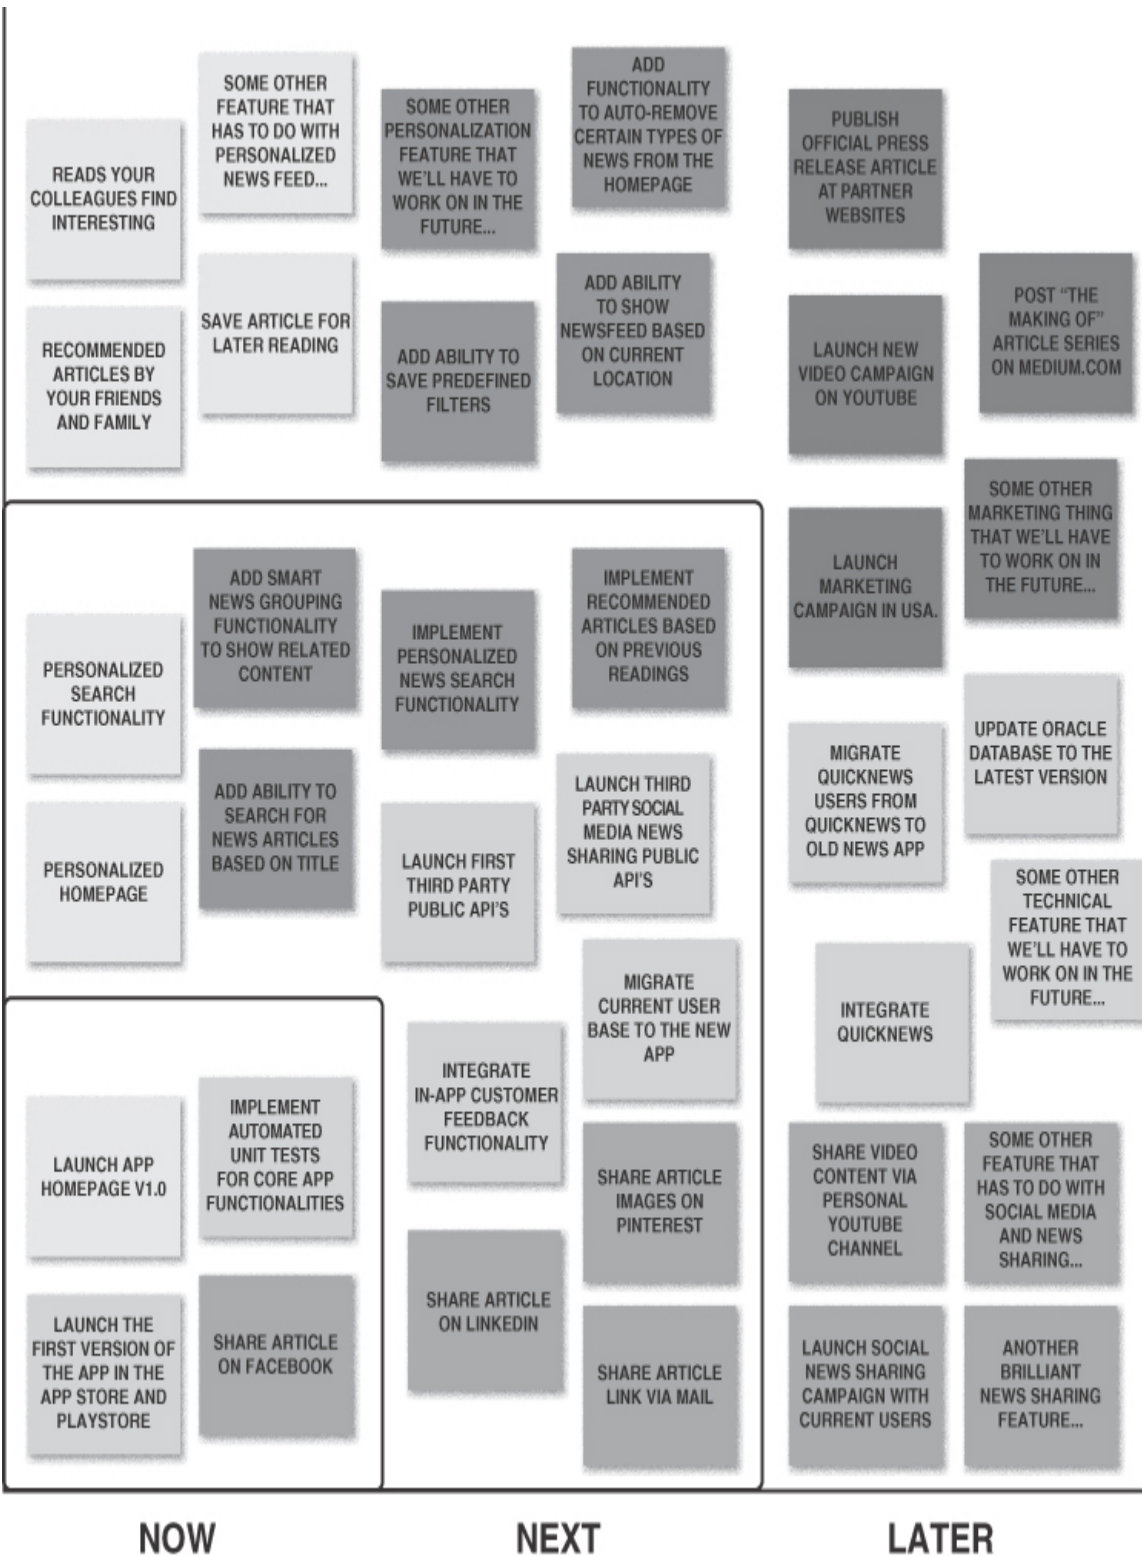 READS YOUR
COLLEAGUES FIND
INTERESTING
SOME OTHER
FEATURE THAT
HAS TO DO WITH
PERSONALIZED
NEWS FEED...
SOME OTHER
PERSONALIZATION
FEATURE THAT
WE'LL HAVE TO
WORK ON IN THE
FUTURE...
ADD
FUNCTIONALITY
TO AUTO-REMOVE
CERTAIN TYPES OF
NEWS FROM THE
HOMEPAGE
PUBLISH
OFFICIAL PRESS
RELEASE ARTICLE
AT PARTNER
WEBSITES
RECOMMENDED
ARTICLES BY
YOUR FRIENDS
AND FAMILY
SAVE ARTICLE FOR
LATER READING
ADD ABILITY TO
SAVE PREDEFINED
FILTERS
ADD ABILITY
TO SHOW
NEWSFEED BASED
ON CURRENT
LOCATION
LAUNCH NEW
VIDEO CAMPAIGN
ON YOUTUBE
POST “THE
MAKING OF”
ARTICLE SERIES
ON MEDIUM.COM
PERSONALIZED
SEARCH
FUNCTIONALITY
ADD SMART
NEWS GROUPING
FUNCTIONALITY
TO SHOW RELATED
CONTENT
IMPLEMENT
PERSONALIZED
NEWS SEARCH
FUNCTIONALITY
IMPLEMENT
RECOMMENDED
ARTICLES BASED
ON PREVIOUS
READINGS
LAUNCH
MARKETING
CAMPAIGN IN USA.
SOME OTHER
MARKETING THING
THAT WE'LL HAVE
TO WORK ON IN
THE FUTURE...
PERSONALIZED
HOMEPAGE
ADD ABILITY TO
SEARCH FOR
NEWS ARTICLES
BASED ON TITLE
LAUNCH FIRST
THIRD PARTY
PUBLIC API'S
LAUNCH THIRD
PARTY SOCIAL
MEDIA NEWS
SHARING PUBLIC
API'S
MIGRATE
QUICKNEWS
USERS FROM
QUICKNEWS TO
OLD NEWS APP
UPDATE ORACLE
DATABASE TO THE
LATEST VERSION
INTEGRATE
IN-APP CUSTOMER
FEEDBACK
FUNCTIONALITY
MIGRATE
CURRENT USER
BASE TO THE NEW
APP
INTEGRATE
QUICKNEWS
SOME OTHER
TECHNICAL
FEATURE THAT
WE'LL HAVE TO
WORK ON IN THE
FUTURE...
LAUNCH APP
HOMEPAGE V1.0
IMPLEMENT
AUTOMATED
UNIT TESTS
FOR CORE APP
FUNCTIONALITIES
SHARE ARTICLE
IMAGES ON
PINTEREST
SHARE VIDEO
CONTENT VIA
PERSONAL
YOUTUBE
CHANNEL
SOME OTHER
FEATURE THAT
HAS TO DO WITH
SOCIAL MEDIA
AND NEWS
SHARING...
LAUNCH THE
FIRST VERSION OF
THE APP IN THE
APP STORE AND
PLAYSTORE
SHARE ARTICLE
ON FACEBOOK
SHARE ARTICLE
ON LINKEDIN
SHARE ARTICLE
LINK VIA MAIL
LAUNCH SOCIAL
NEWS SHARING
CAMPAIGN WITH
CURRENT USERS
ANOTHER
BRILLIANT
NEWS SHARING
FEATURE...
NOW
NEXT
LATER